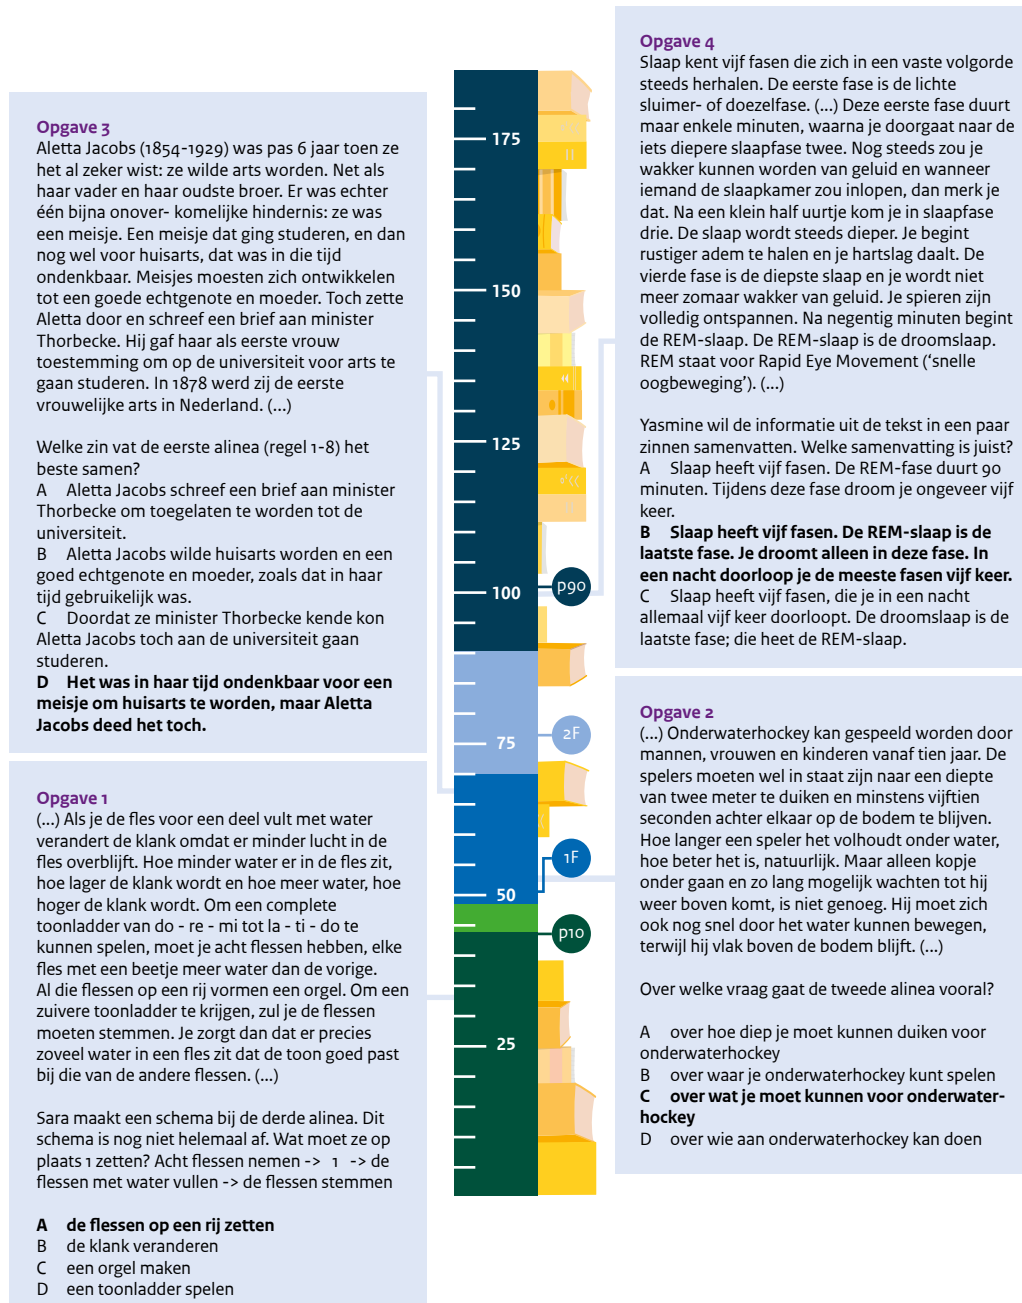 Opgave 3
Aletta Jacobs (1854-1929) was pas 6 jaar toen ze
het al zeker wist: ze wilde arts worden. Net als
haar vader en haar oudste broer. Er was echter
één bijna onover- komelijke hindernis: ze was
een meisje. Een meisje dat ging studeren, en dan
nog wel voor huisarts, dat was in die tijd
ondenkbaar. Meisjes moesten zich ontwikkelen
tot een goede echtgenote en moeder. Toch zette
Aletta door en schreef een brief aan minister
Thorbecke. Hij gaf haar als eerste vrouw
toestemming om op de universiteit voor arts te
gaan studeren. In 1878 werd zij de eerste
vrouwelijke arts in Nederland. (...)
Welke zin vat de eerste alinea (regel 1-8) het
beste samen?
A Aletta Jacobs schreef een brief aan minister
Thorbecke om toegelaten te worden tot de
universiteit.
B Aletta Jacobs wilde huisarts worden en een
goed echtgenote en moeder, zoals dat in haar
tijd gebruikelijk was.
C Doordat ze minister Thorbecke kende kon
Aletta Jacobs toch aan de universiteit gaan
studeren.
D Het was in haar tijd ondenkbaar voor een
meisje om huisarts te worden, maar Aletta
Jacobs deed het toch.
Opgave 1
(...) Als je de fles voor een deel vult met water
verandert de klank omdat er minder lucht in de
fles overblijft. Hoe minder water er in de fles zit,
hoe lager de klank wordt en hoe meer water, hoe
hoger de klank wordt. Om een complete
toonladder van do - re - mi tot la - ti - do te
kunnen spelen, moet je acht flessen hebben, elke
fles met een beetje meer water dan de vorige.
Al die flessen op een rij vormen een orgel. Om een
zuivere toonladder te krijgen, zul je de flessen
moeten stemmen. Je zorgt dan dat er precies
zoveel water in een fles zit dat de toon goed past
bij die van de andere flessen. (...)
Sara maakt een schema bij de derde alinea. Dit
schema is nog niet helemaal af. Wat moet ze op
plaats 1 zetten? Acht flessen nemen -> 1 -> de
flessen met water vullen -> de flessen stemmen
A de flessen op een rij zetten
B de klank veranderen
C een orgel maken
D een toonladder spelen
175
150
125
100
75
50
25
p90
2F
1F
p10
Opgave 4
Slaap kent vijf fasen die zich in een vaste volgorde
steeds herhalen. De eerste fase is de lichte
sluimer- of doezelfase. (...) Deze eerste fase duurt
maar enkele minuten, waarna je doorgaat naar de
iets diepere slaapfase twee. Nog steeds zou je
wakker kunnen worden van geluid en wanneer
iemand de slaapkamer zou inlopen, dan merk je
dat. Na een klein half uurtje kom je in slaapfase
drie. De slaap wordt steeds dieper. Je begint
rustiger adem te halen en je hartslag daalt. De
vierde fase is de diepste slaap en je wordt niet
meer zomaar wakker van geluid. Je spieren zijn
volledig ontspannen. Na negentig minuten begint
de REM-slaap. De REM-slaap is de droomslaap.
REM staat voor Rapid Eye Movement (‘snelle
oogbeweging’). (...)
Yasmine wil de informatie uit de tekst in een paar
zinnen samenvatten. Welke samenvatting is juist?
A Slaap heeft vijf fasen. De REM-fase duurt 90
minuten. Tijdens deze fase droom je ongeveer vijf
keer.
B Slaap heeft vijf fasen. De REM-slaap is de
laatste fase. Je droomt alleen in deze fase. In
een nacht doorloop je de meeste fasen vijf keer.
C Slaap heeft vijf fasen, die je in een nacht
allemaal vijf keer doorloopt. De droomslaap is de
laatste fase; die heet de REM-slaap.
Opgave 2
(...) Onderwaterhockey kan gespeeld worden door
mannen, vrouwen en kinderen vanaf tien jaar. De
spelers moeten wel in staat zijn naar een diepte
van twee meter te duiken en minstens vijftien
seconden achter elkaar op de bodem te blijven.
Hoe langer een speler het volhoudt onder water,
hoe beter het is, natuurlijk. Maar alleen kopje
onder gaan en zo lang mogelijk wachten tot hij
weer boven komt, is niet genoeg. Hij moet zich
ook nog snel door het water kunnen bewegen,
terwijl hij vlak boven de bodem blijft. (...)
Over welke vraag gaat de tweede alinea vooral?
A over hoe diep je moet kunnen duiken voor
onderwaterhockey
B over waar je onderwaterhockey kunt spelen
C over wat je moet kunnen voor onderwater-
hockey
D over wie aan onderwaterhockey kan doen